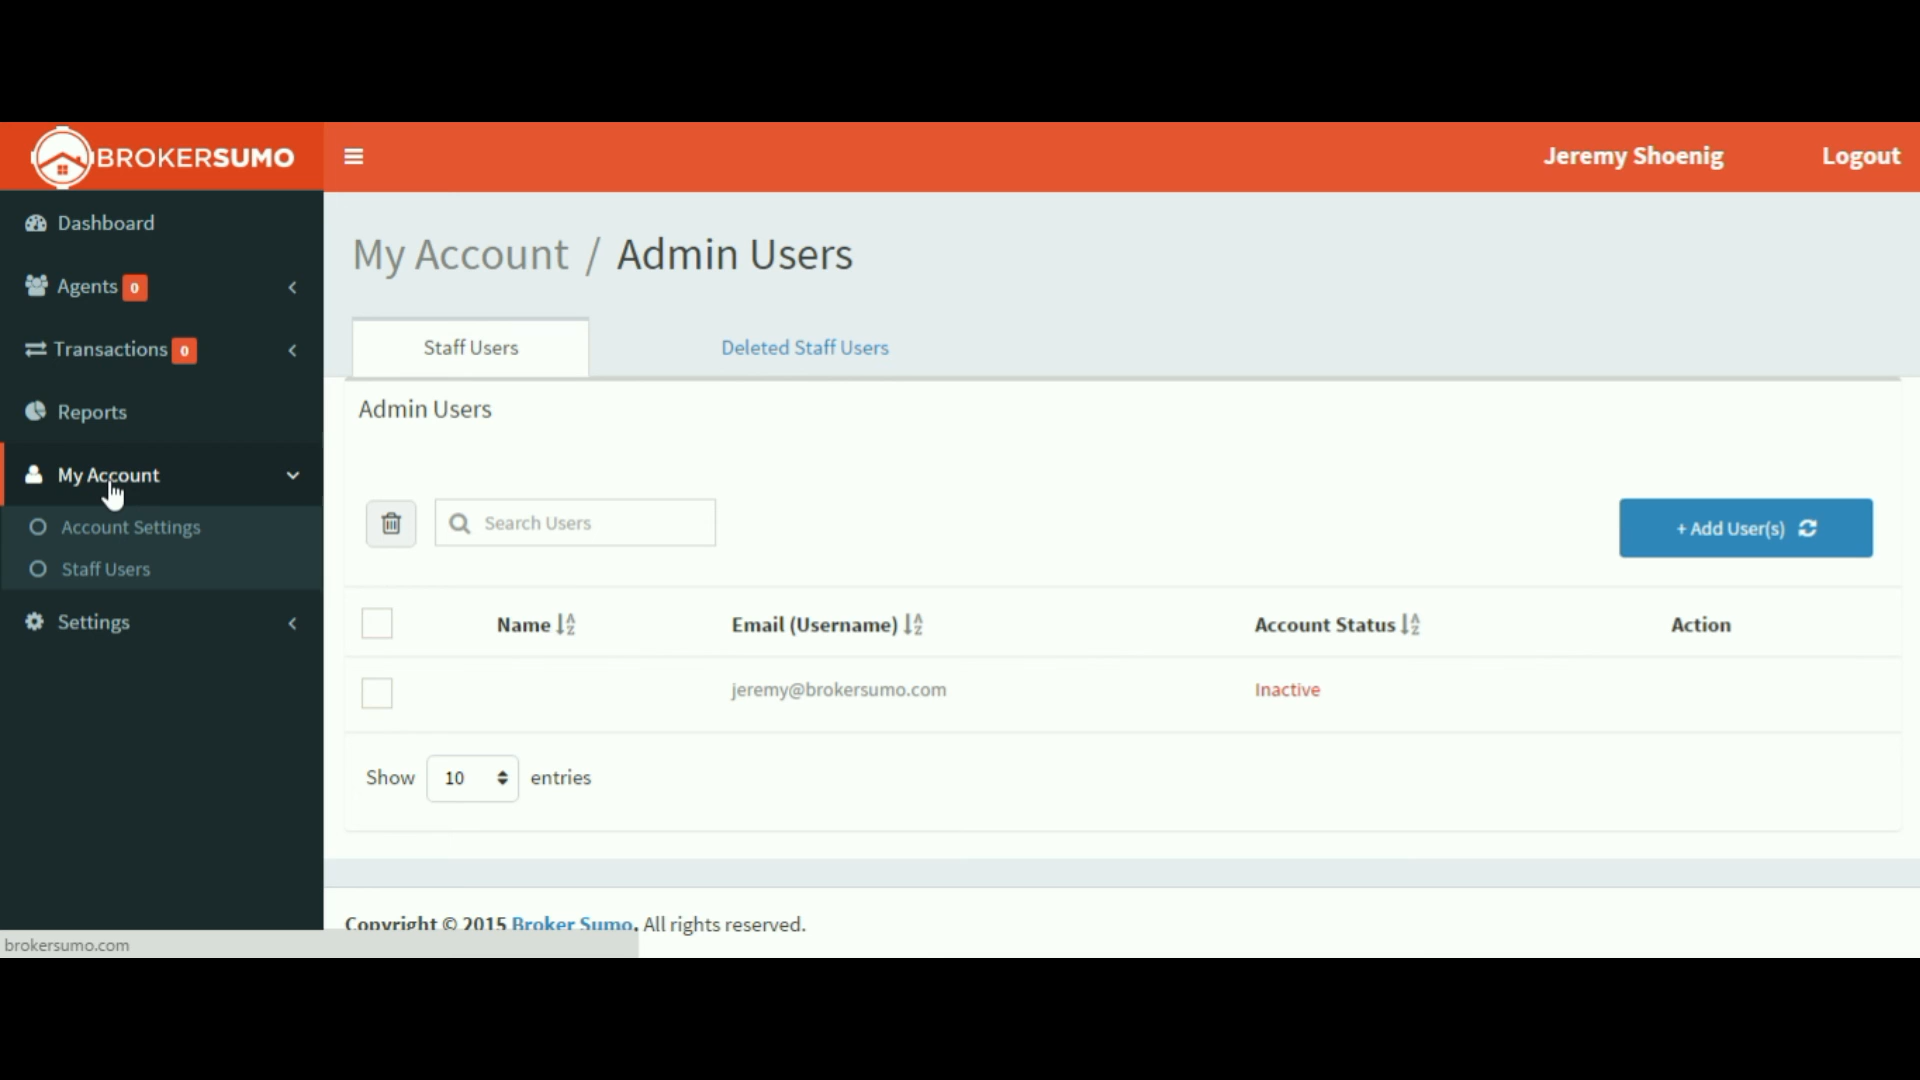 BROKERSUMO
Jeremy Shoenig
Logout
Dashboard
Agents 0
Transactions 0
Reports
My Account
Account Settings
Staff Users
Settings
My Account / Admin Users
Staff Users
Deleted Staff Users
Admin Users
Search Users
+ Add User(s)
Name
Email (Username)
Account Status
Action
jeremy@brokersumo.com
Inactive
Show 10 entries
Copyright © 2015 Broker Sumo. All rights reserved.
brokersumo.com